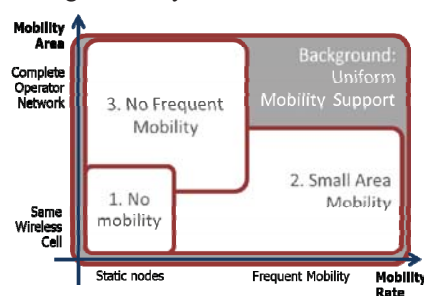 Mobility
Area
Complete
Operator
Network
Same
Wireless
Cell
Background:
Uniform
Mobility Support
3. No Frequent
Mobility
1. No
mobility
2. Small Area
Mobility
Static nodes
Frequent Mobility
Mobility
Rate